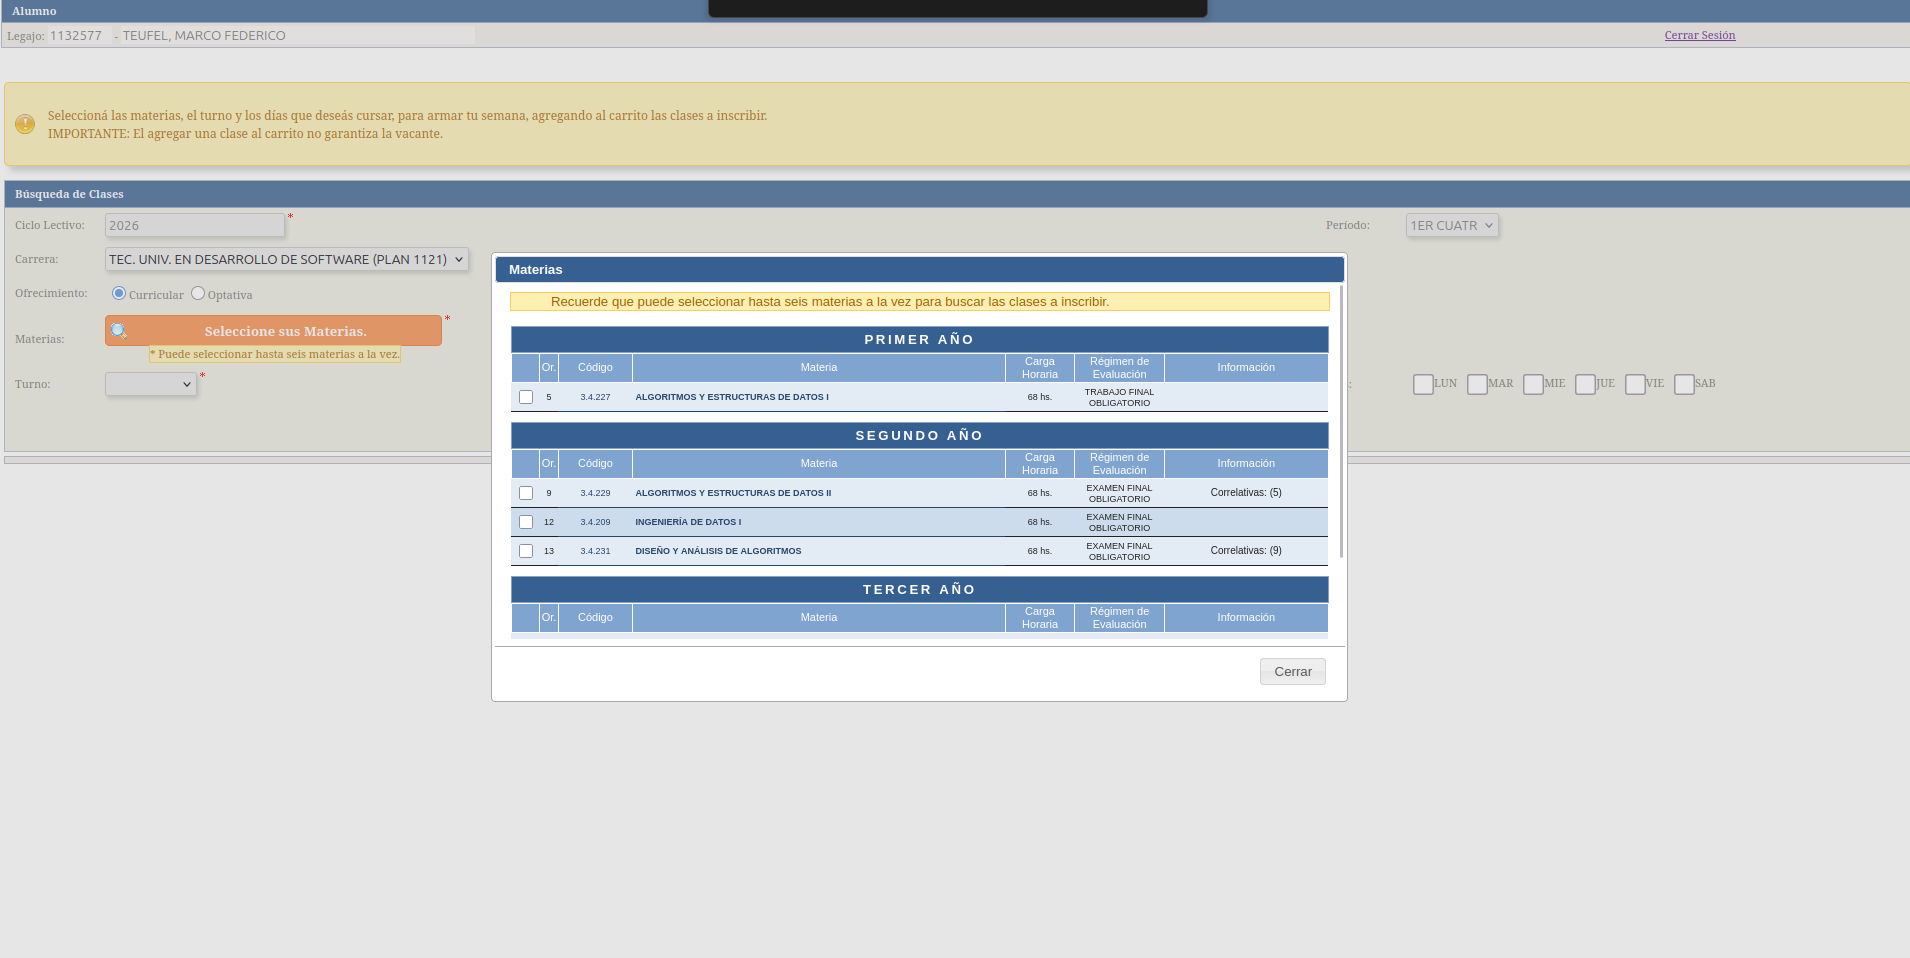 Alumno
Legajo: 1132577 - TEUFEL, MARCO FEDERICO Cerrar Sesión
Seleccioná las materias, el turno y los días que deseás cursar, para armar tu semana, agregando al carrito las clases a inscribir.
IMPORTANTE: El agregar una clase al carrito no garantiza la vacante.
Búsqueda de Clases
Ciclo Lectivo: 2026 * Período: 1ER CUATR
Carrera: TEC. UNIV. EN DESARROLLO DE SOFTWARE (PLAN 1121)
Ofrecimiento: Curricular Optativa
Materias: Seleccione sus Materias. *
* Puede seleccionar hasta seis materias a la vez.
Turno: * : LUN MAR MIE JUE VIE SAB
Materias
Recuerde que puede seleccionar hasta seis materias a la vez para buscar las clases a inscribir.
PRIMER AÑO
Or. Código Materia Carga Horaria Régimen de Evaluación Información
5 3.4.227 ALGORITMOS Y ESTRUCTURAS DE DATOS I 68 hs. TRABAJO FINAL OBLIGATORIO
SEGUNDO AÑO
Or. Código Materia Carga Horaria Régimen de Evaluación Información
9 3.4.229 ALGORITMOS Y ESTRUCTURAS DE DATOS II 68 hs. EXAMEN FINAL OBLIGATORIO Correlativas: (5)
12 3.4.209 INGENIERÍA DE DATOS I 68 hs. EXAMEN FINAL OBLIGATORIO
13 3.4.231 DISEÑO Y ANÁLISIS DE ALGORITMOS 68 hs. EXAMEN FINAL OBLIGATORIO Correlativas: (9)
TERCER AÑO
Or. Código Materia Carga Horaria Régimen de Evaluación Información
Cerrar